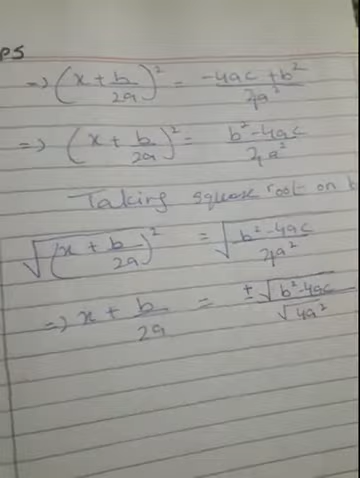 PS
=> (x + b/2a)² = -4ac + b²/4a²
=> (x + b/2a)² = b² - 4ac/4a²
Taking square root on b
√(x + b/2a)² = √b² - 4ac/4a²
=> x + b/2a = ± √b² - 4ac/√4a²